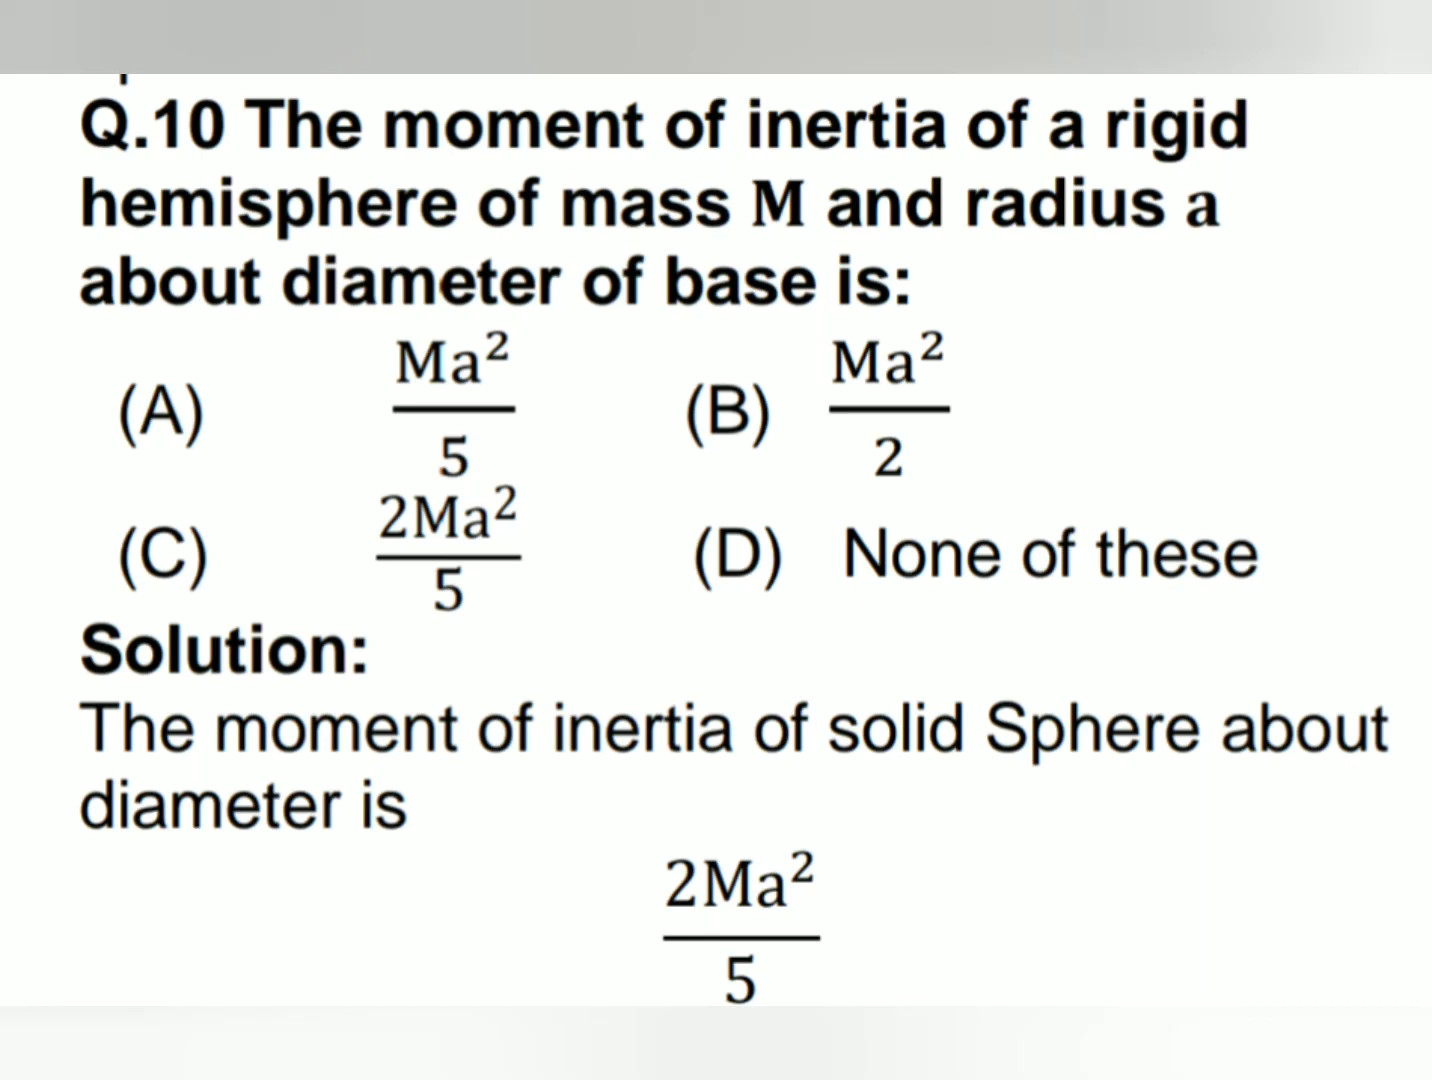 Q.10 The moment of inertia of a rigid
hemisphere of mass M and radius a
about diameter of base is:
(A) Ma²/5 (B) Ma²/2
(C) 2Ma²/5 (D) None of these
Solution:
The moment of inertia of solid Sphere about
diameter is
2Ma²/5